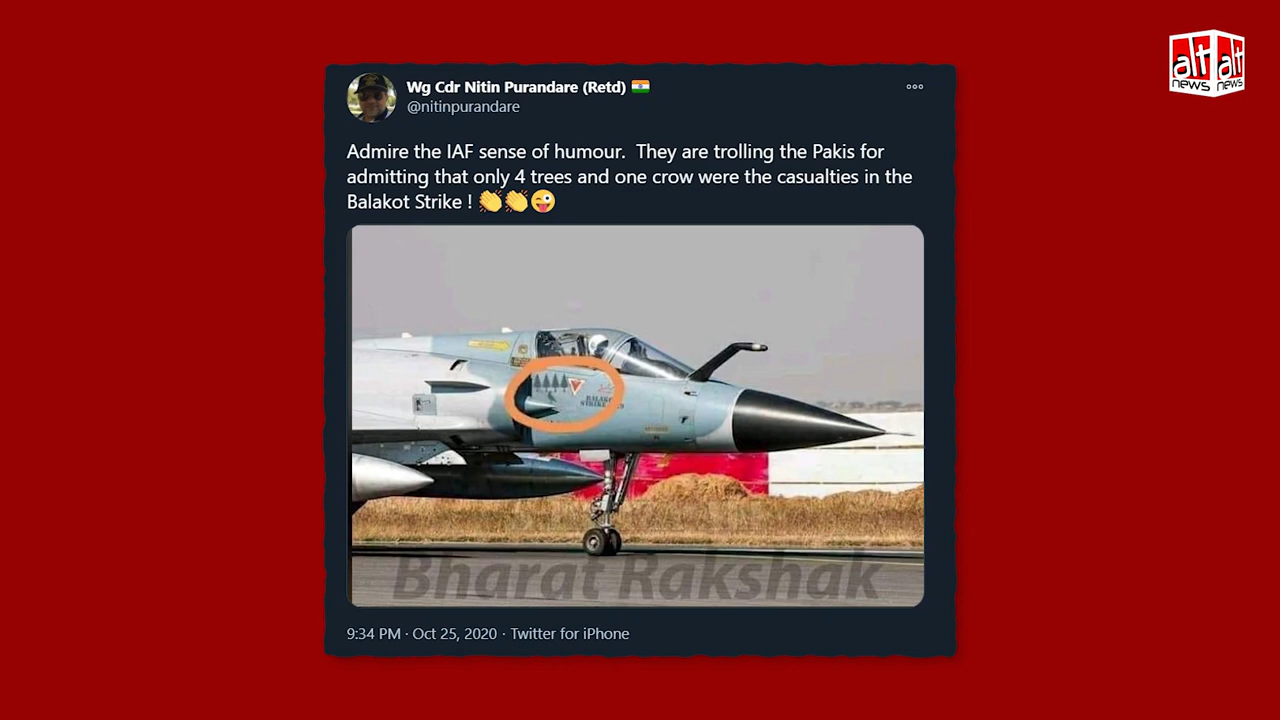 Wg Cdr Nitin Purandare (Retd)
@nitinpurandare
Admire the IAF sense of humour. They are trolling the Pakis for
admitting that only 4 trees and one crow were the casualties in the
Balakot Strike !
BALAKOT
STRIKE
Bharat Rakshak
9:34 PM · Oct 25, 2020 · Twitter for iPhone
alt
news
alt
news